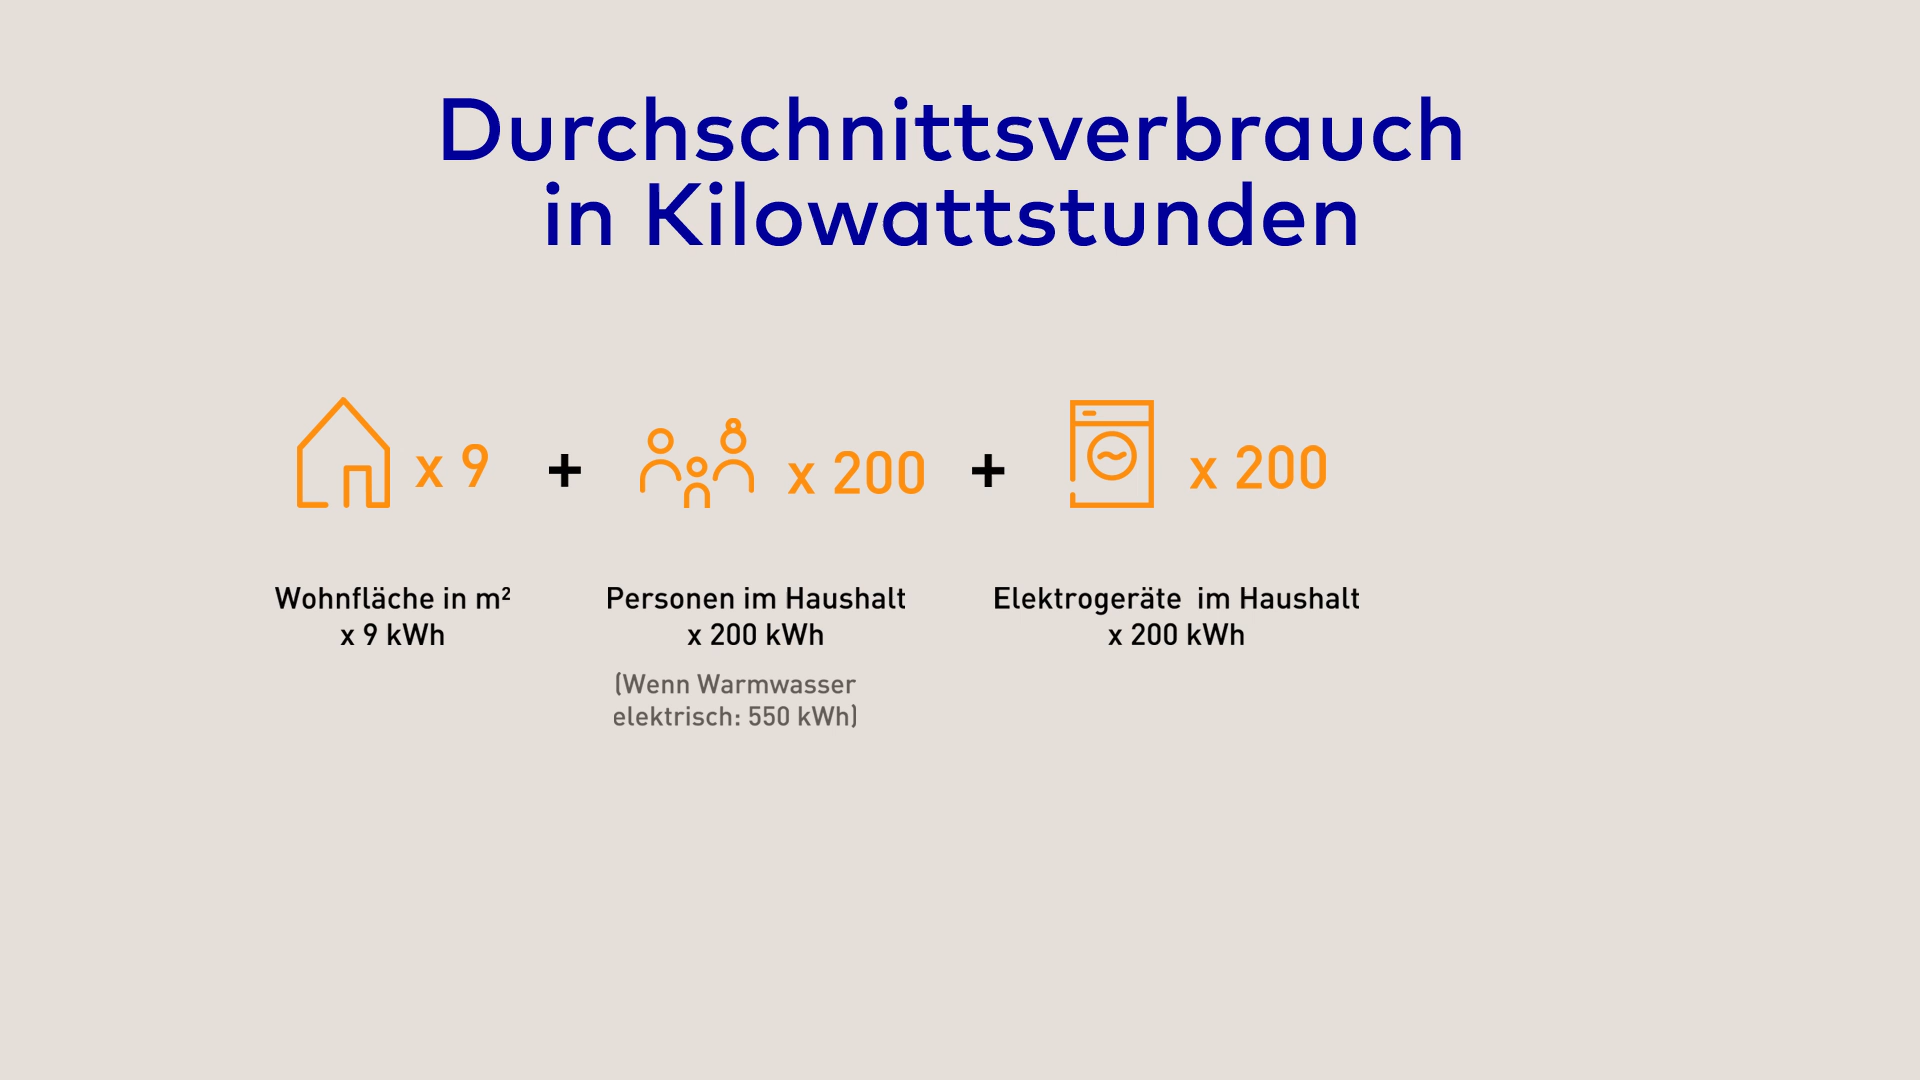 Durchschnittsverbrauch
in Kilowattstunden
x 9 + x 200 + x 200
Wohnfläche in m²
x 9 kWh
Personen im Haushalt
x 200 kWh
(Wenn Warmwasser
elektrisch: 550 kWh)
Elektrogeräte im Haushalt
x 200 kWh